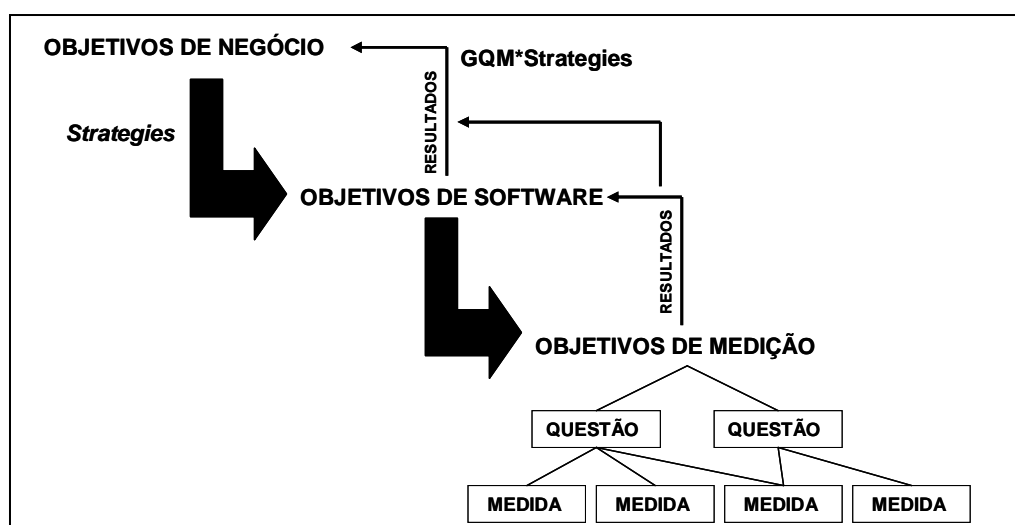 OBJETIVOS DE NEGÓCIO
GQM*Strategies
Strategies
RESULTADOS
OBJETIVOS DE SOFTWARE
RESULTADOS
OBJETIVOS DE MEDIÇÃO
QUESTÃO
QUESTÃO
MEDIDA
MEDIDA
MEDIDA
MEDIDA